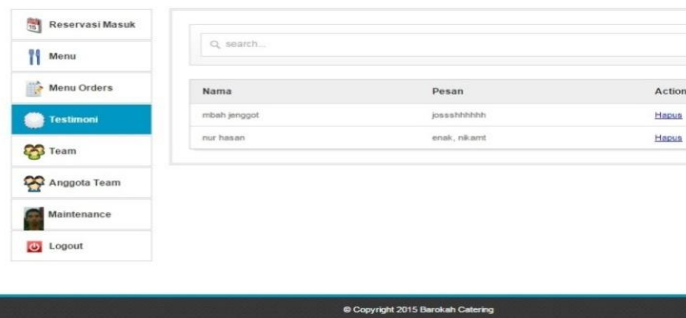 Reservasi Masuk
Menu
Menu Orders
Testimoni
Team
Anggota Team
Maintenance
Logout
search...
Nama Pesan Action
mbah jenggot jossshhhhhh Hapus
nur hasan enak, nikamt Hapus
© Copyright 2015 Barokah Catering